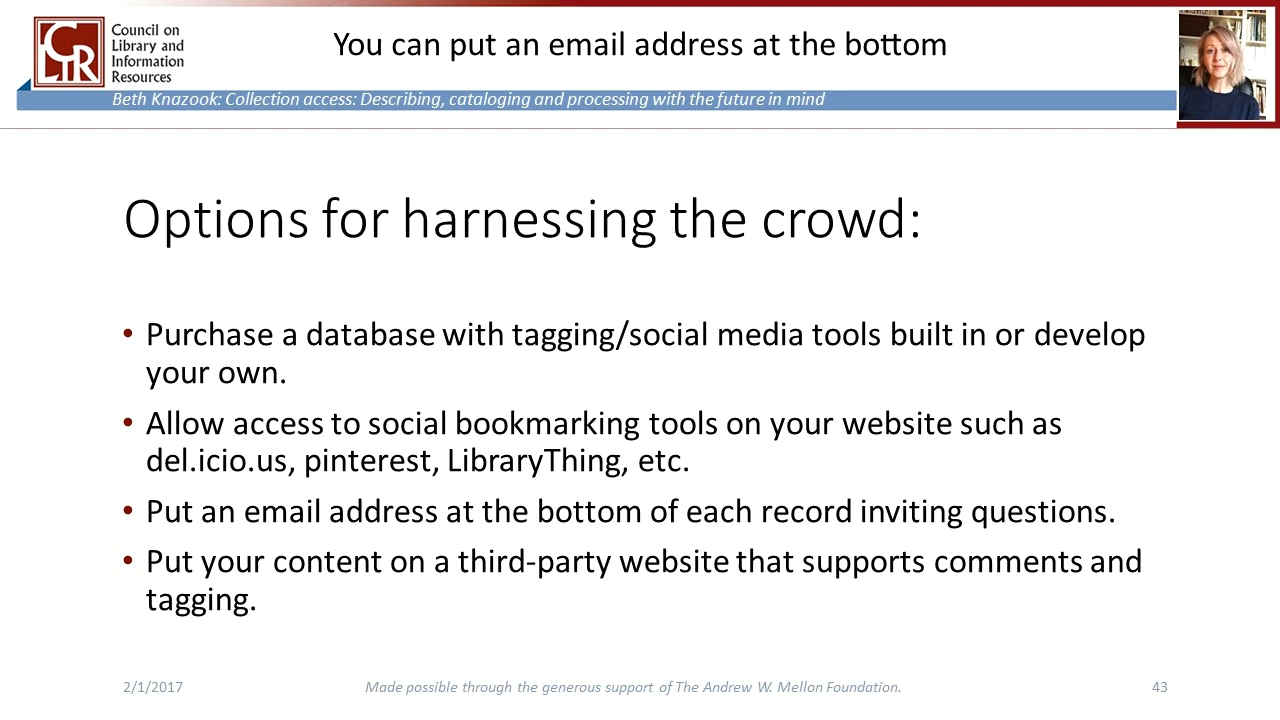 CLIR
Council on
Library and
Information
Resources
You can put an email address at the bottom
Beth Knazook: Collection access: Describing, cataloging and processing with the future in mind
Options for harnessing the crowd:
• Purchase a database with tagging/social media tools built in or develop
your own.
• Allow access to social bookmarking tools on your website such as
del.icio.us, pinterest, LibraryThing, etc.
• Put an email address at the bottom of each record inviting questions.
• Put your content on a third-party website that supports comments and
tagging.
2/1/2017
Made possible through the generous support of The Andrew W. Mellon Foundation.
43